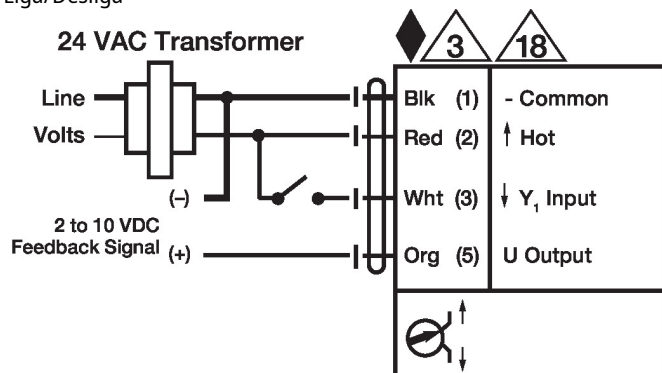 Liga/Desliga
24 VAC Transformer
3
18
Line
Volts
Blk (1) - Common
Red (2) ↑ Hot
(–)
Wht (3) ↓ Y₁ Input
2 to 10 VDC
Feedback Signal (+)
Org (5) U Output